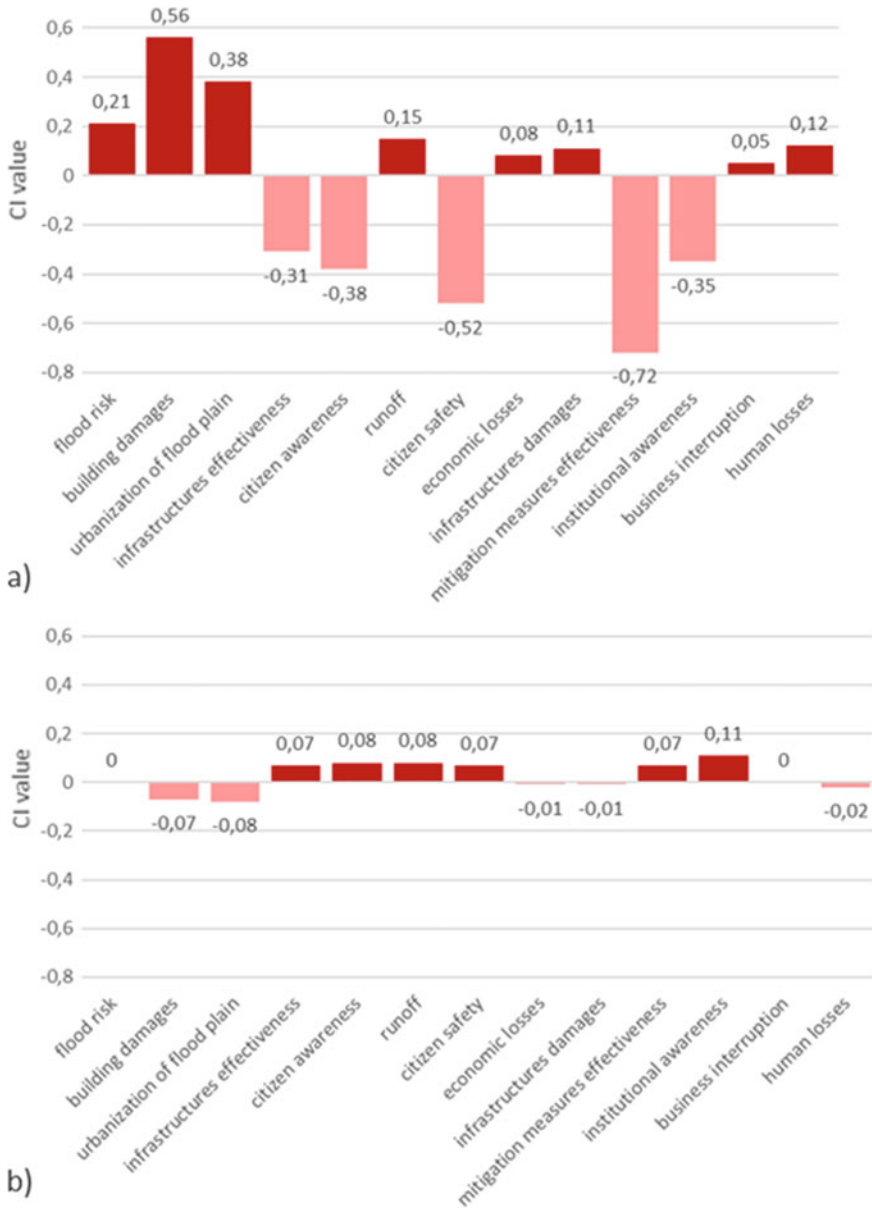 0,6
0,4
0,2
0
-0,2
-0,4
-0,6
-0,8
CI value
0,21
0,56
0,38
-0,31
-0,38
0,15
-0,52
0,08
0,11
-0,72
-0,35
0,05
0,12
flood risk
building damages
urbanization of flood plain
infrastructures effectiveness
citizen awareness
runoff
citizen safety
economic losses
infrastructures damages
mitigation measures effectiveness
institutional awareness
business interruption
human losses
a)
0,6
0,4
0,2
0
-0,2
-0,4
-0,6
-0,8
CI value
0
-0,07
-0,08
0,07
0,08
0,08
0,07
-0,01
-0,01
0,07
0,11
0
-0,02
flood risk
building damages
urbanization of flood plain
infrastructures effectiveness
citizen awareness
runoff
citizen safety
economic losses
infrastructures damages
mitigation measures effectiveness
institutional awareness
business interruption
human losses
b)